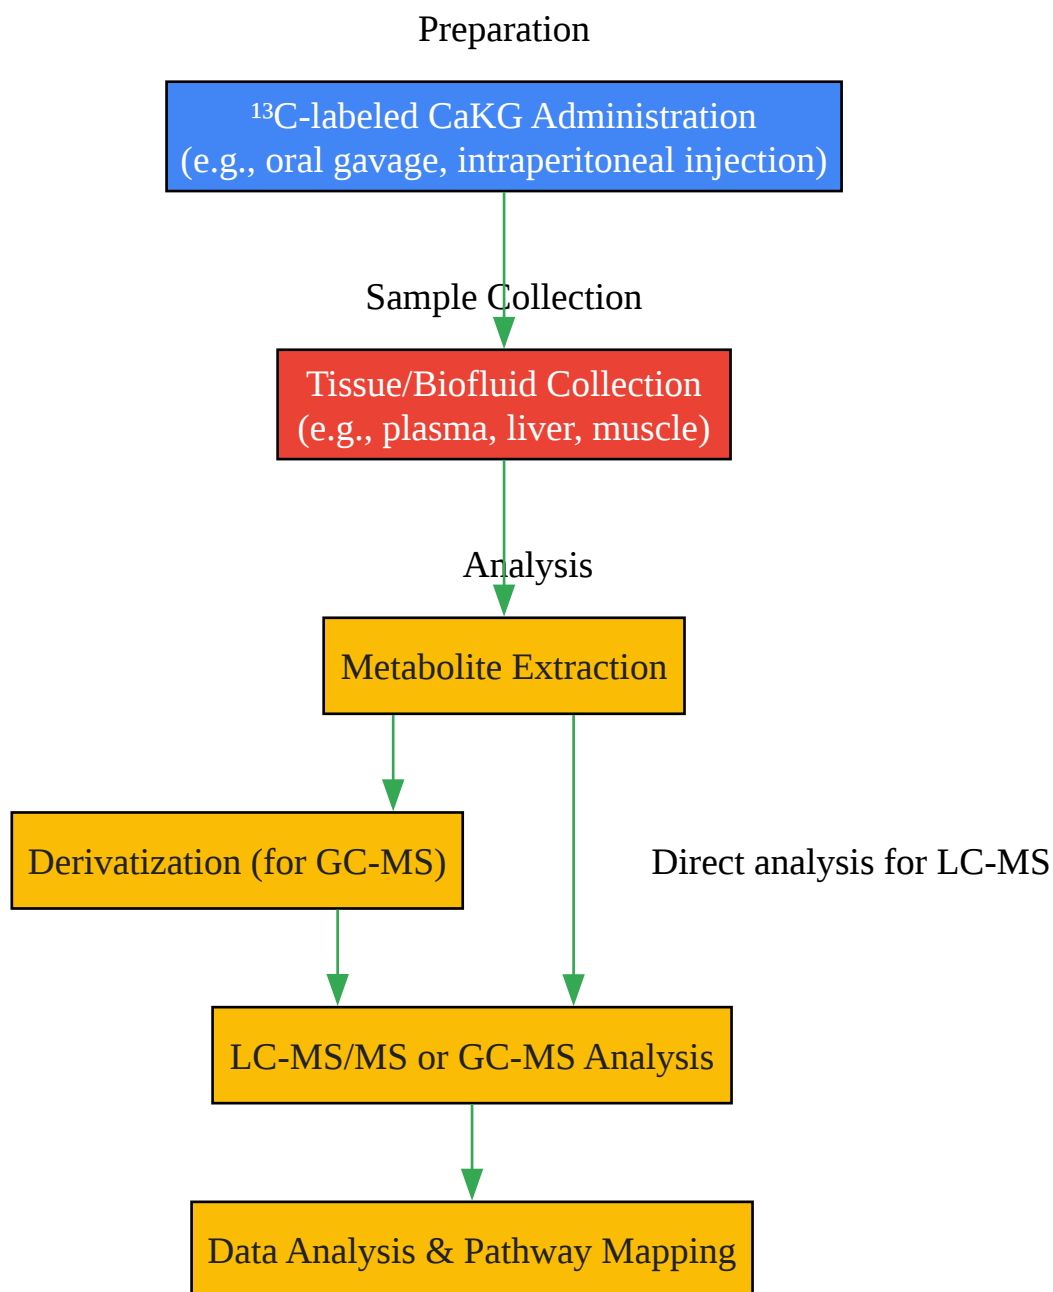 Preparation
¹³C-labeled CaKG Administration
(e.g., oral gavage, intraperitoneal injection)
Sample Collection
Tissue/Biofluid Collection
(e.g., plasma, liver, muscle)
Analysis
Metabolite Extraction
Derivatization (for GC-MS)
Direct analysis for LC-MS
LC-MS/MS or GC-MS Analysis
Data Analysis & Pathway Mapping